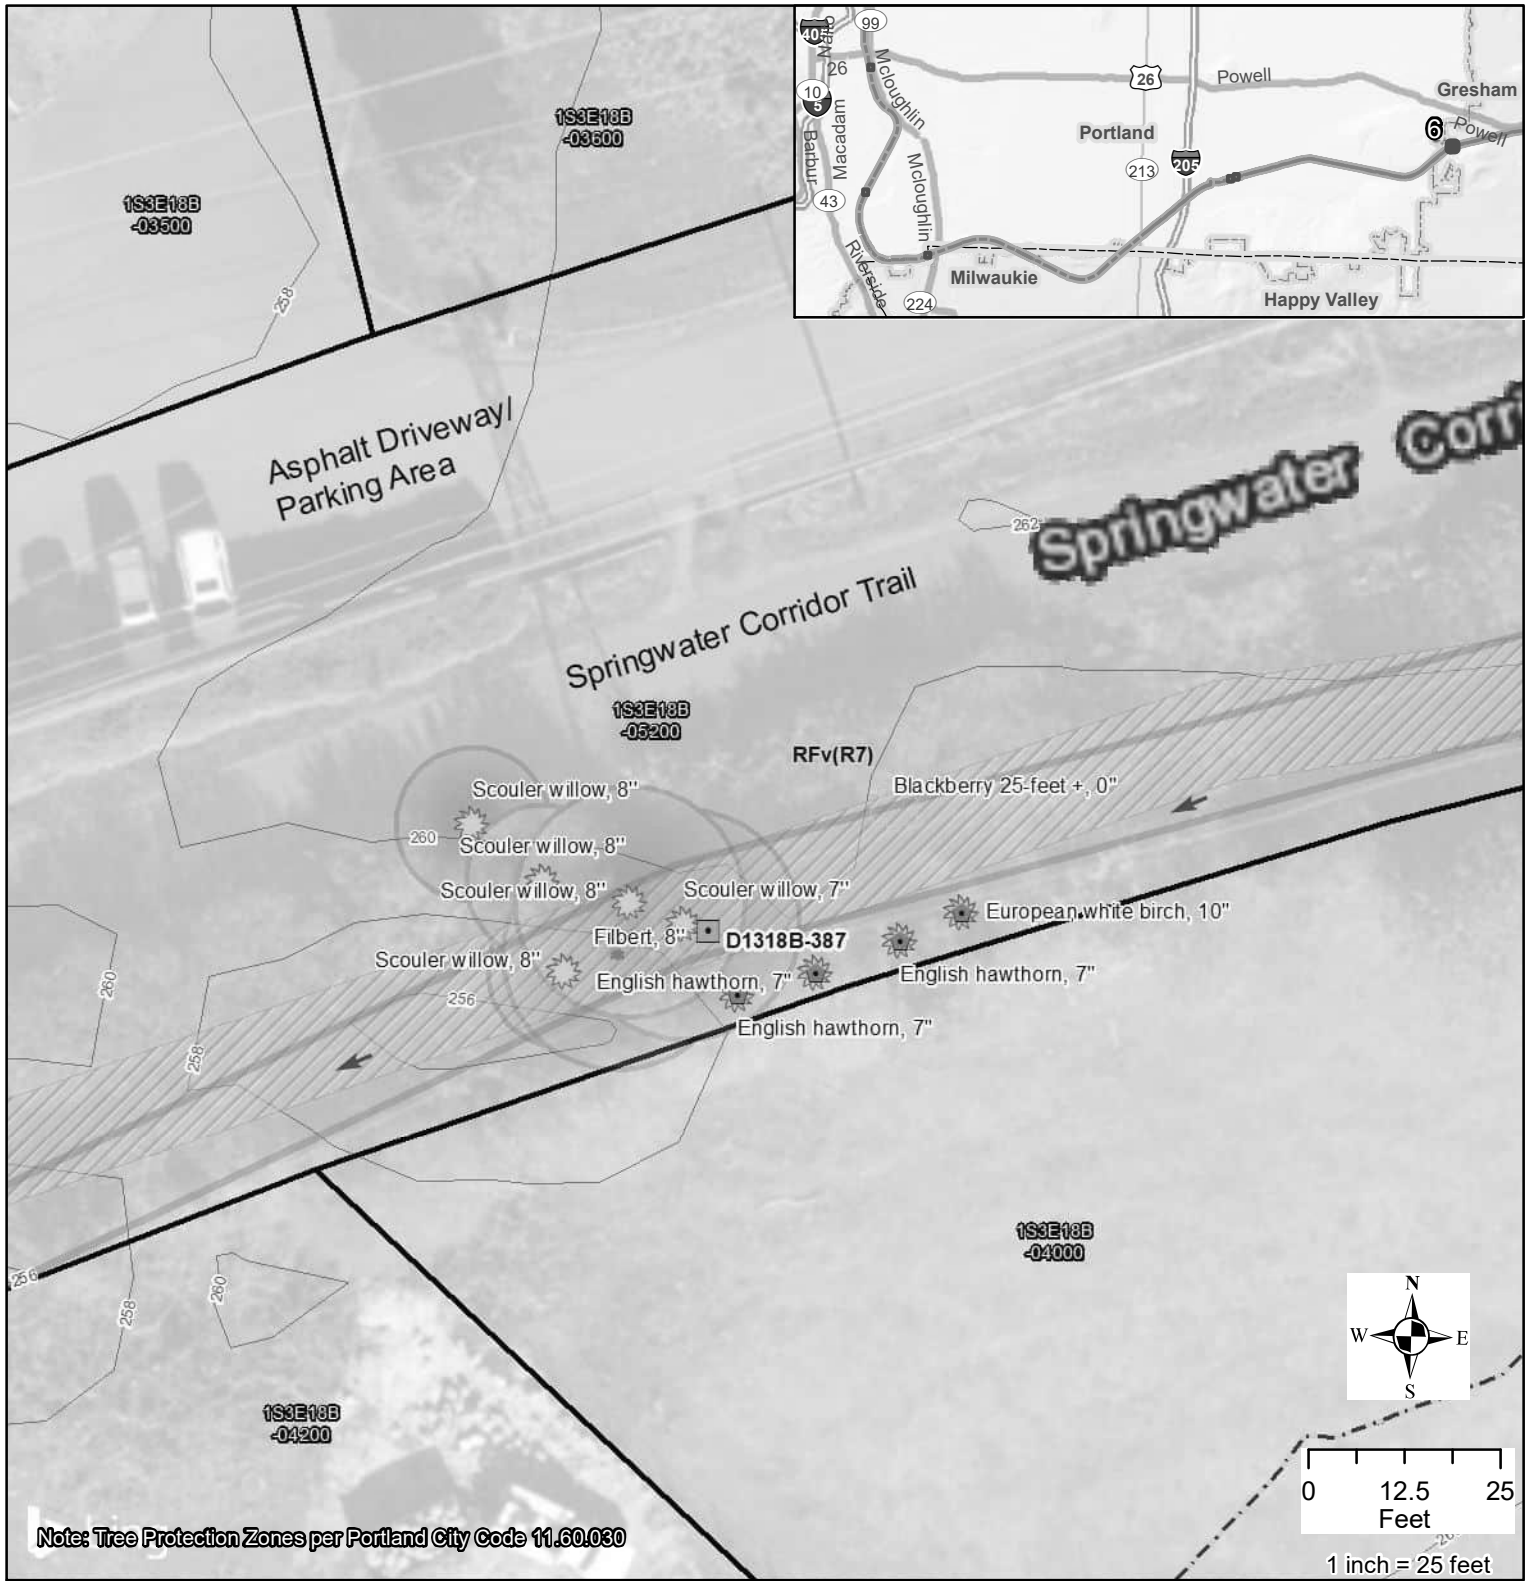 405
Naito
99
26
Mcloughlin
10
5
Macadam
Barbur
43
Riverside
Mcloughlin
224
Milwaukie
Portland
26
Powell
213
205
Happy Valley
Gresham
6
Powell
1S3E18B
-03600
1S3E18B
-03500
258
Asphalt Driveway/
Parking Area
Springwater Corri
262
Springwater Corridor Trail
1S3E18B
-05200
RFv(R7)
Blackberry 25-feet +, 0"
Scouler willow, 8"
260
Scouler willow, 8"
Scouler willow, 8"
Scouler willow, 7"
Filbert, 8"
D1318B-387
European white birch, 10"
Scouler willow, 8"
English hawthorn, 7"
English hawthorn, 7"
English hawthorn, 7"
260
256
258
256
258
260
1S3E18B
-04000
1S3E18B
-04200
N
W E
S
0 12.5 25
Feet
1 inch = 25 feet
Note: Tree Protection Zones per Portland City Code 11.60.030